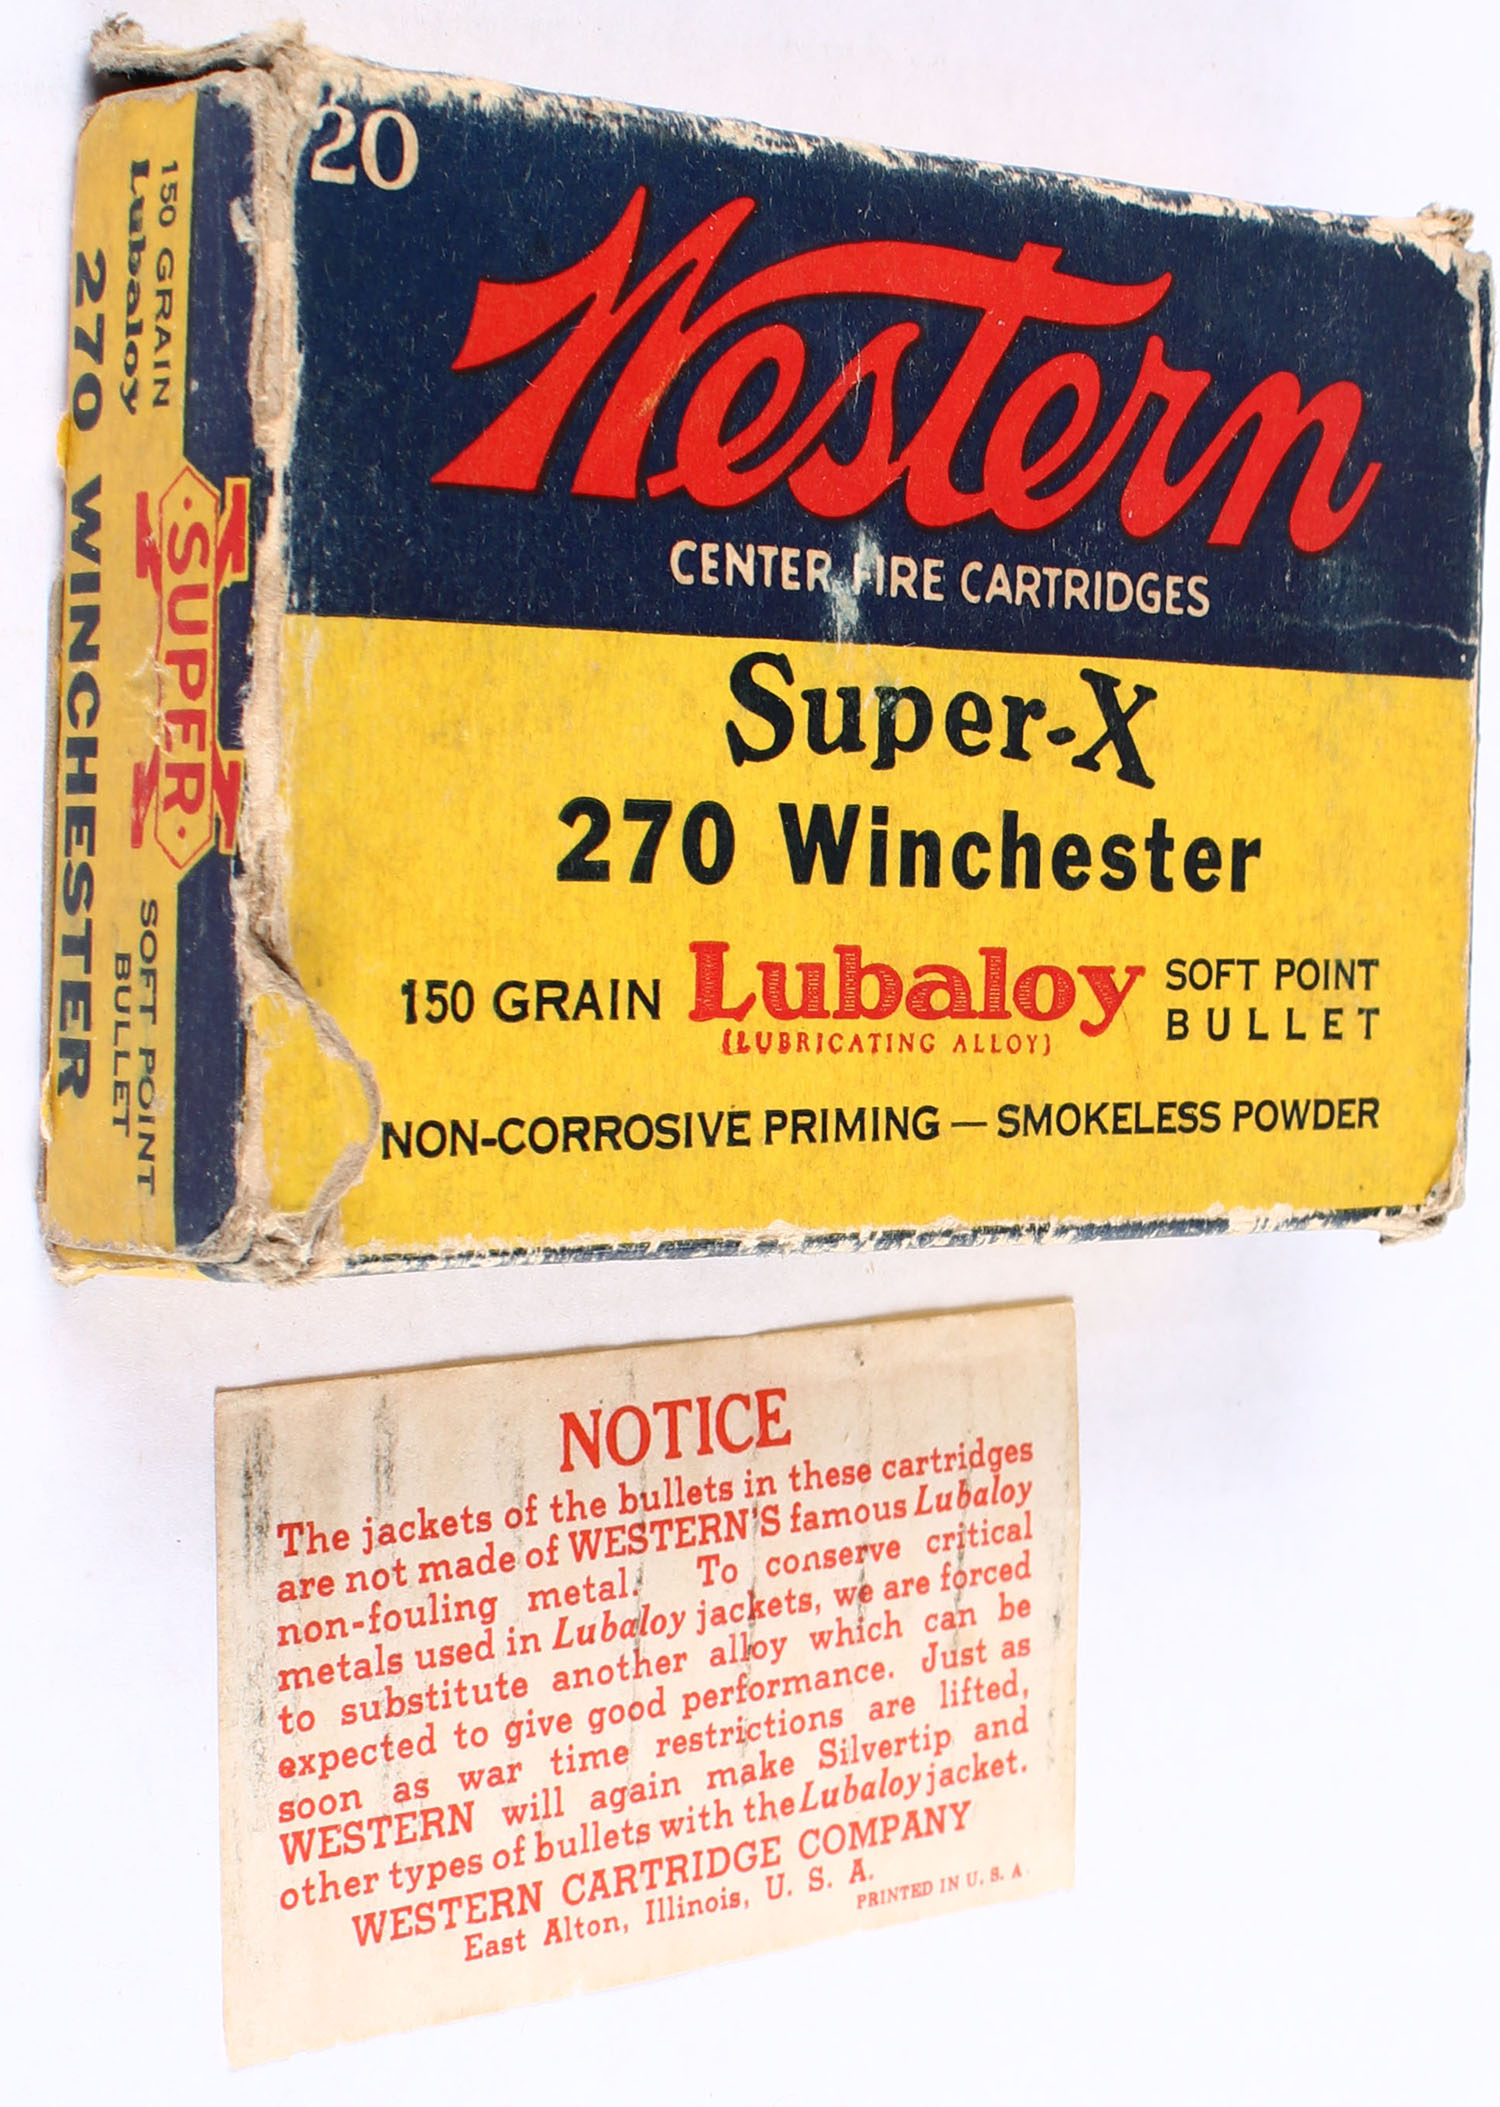 20
Western
CENTER FIRE CARTRIDGES
Super-X
270 Winchester
150 GRAIN Lubaloy SOFT POINT BULLET
(LUBRICATING ALLOY)
NON-CORROSIVE PRIMING — SMOKELESS POWDER
150 GRAIN
Lubaloy
SUPER X
SOFT POINT
BULLET
270 WINCHESTER
NOTICE
The jackets of the bullets in these cartridges
are not made of WESTERN'S famous Lubaloy
non-fouling metal. To conserve critical
metals used in Lubaloy jackets, we are forced
to substitute another alloy which can be
expected to give good performance. Just as
soon as war time restrictions are lifted,
WESTERN will again make Silvertip and
other types of bullets with the Lubaloy jacket.
WESTERN CARTRIDGE COMPANY
East Alton, Illinois, U. S. A.
PRINTED IN U. S. A.